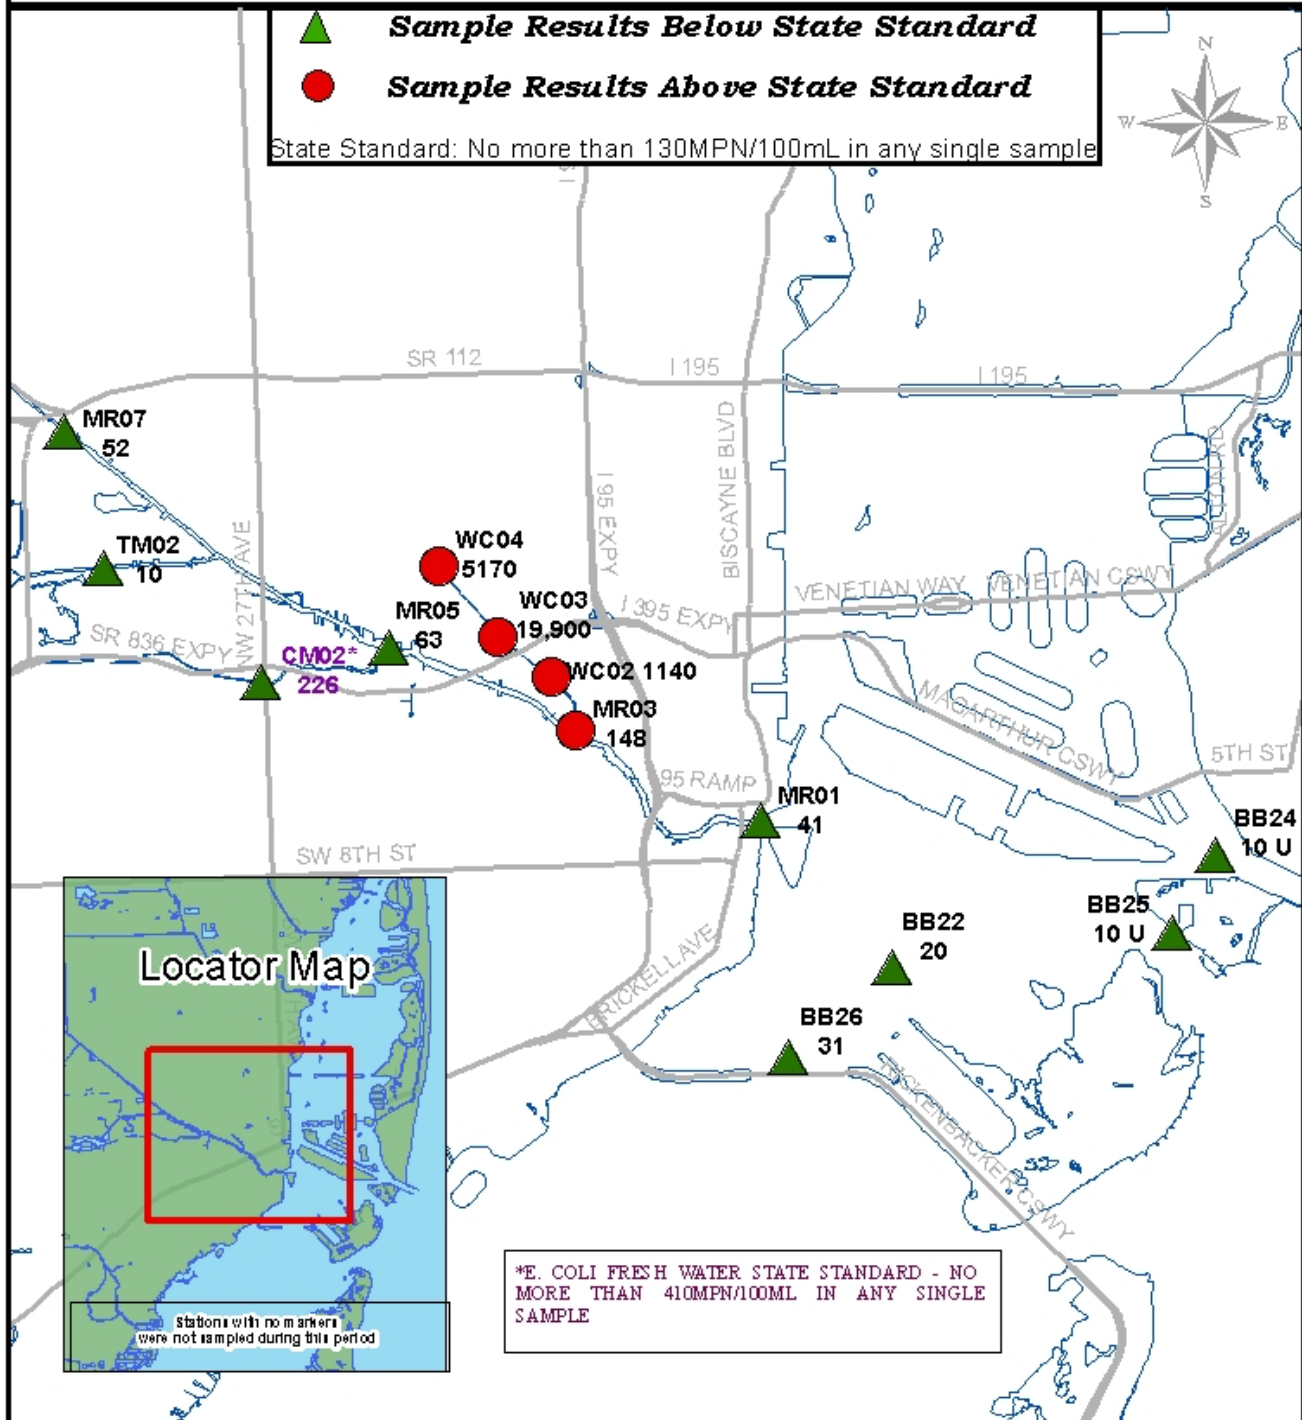 Sample Results Below State Standard
Sample Results Above State Standard
State Standard: No more than 130MPN/100mL in any single sample
N
W
E
S
SR 112
I 195
I 195
MR07
52
BISCAYNE BLVD
I 95 EXPY
NW 27TH AVE
TM02
10
WC04
5170
WC03
19,900
MR05
63
I 395 EXPY
VENETIAN WAY
VENETIAN CSWY
SR 836 EXPY
CM02*
226
WC02 1140
MR03
148
MACARTHUR CSWY
5TH ST
95 RAMP
MR01
41
BB24
10 U
SW 8TH ST
BB25
10 U
BB22
20
BRICKELL AVE
Locator Map
BB26
31
RICKENBACKER CSWY
*E. COLI FRESH WATER STATE STANDARD - NO
MORE THAN 410MPN/100ML IN ANY SINGLE
SAMPLE
Stations with no markers
were not sampled during this period